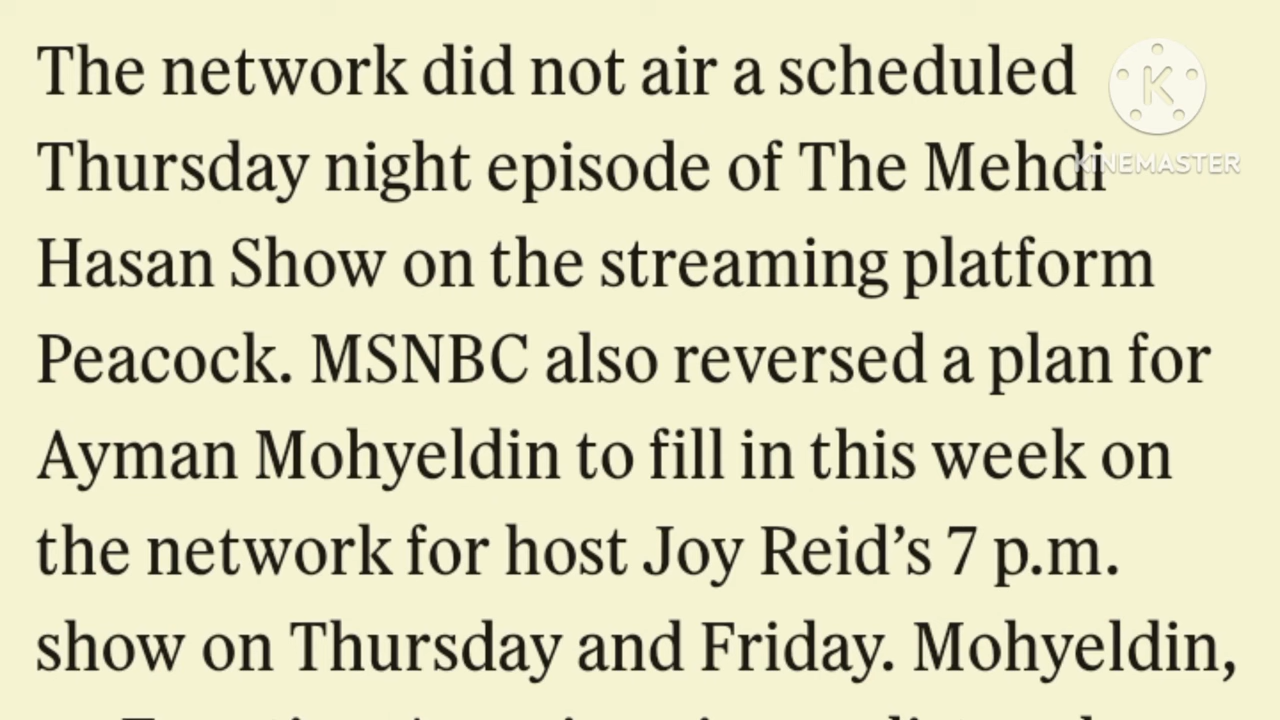 The network did not air a scheduled
Thursday night episode of The Mehdi
Hasan Show on the streaming platform
Peacock. MSNBC also reversed a plan for
Ayman Mohyeldin to fill in this week on
the network for host Joy Reid’s 7 p.m.
show on Thursday and Friday. Mohyeldin,
K
KINEMASTER